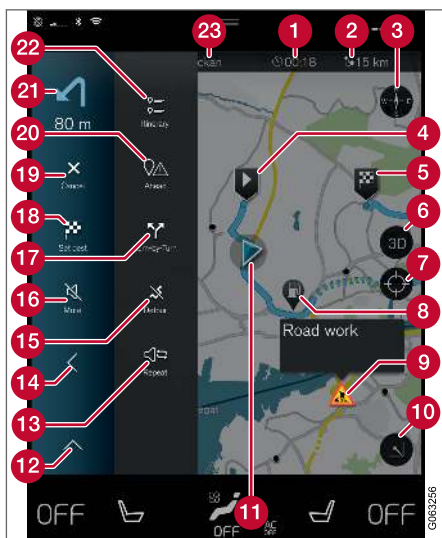 22
23
1
2
3
ckan
00:18
15 km
21
80 m
Itinerary
20
4
5
19
Cancel
Ahead
6
18
Set dest.
17
Turn-by-Turn
3D
7
16
Mute
15
Detour
8
Road work
14
13
Repeat
9
10
12
11
OFF
OFF
AC
OFF
OFF
G063256